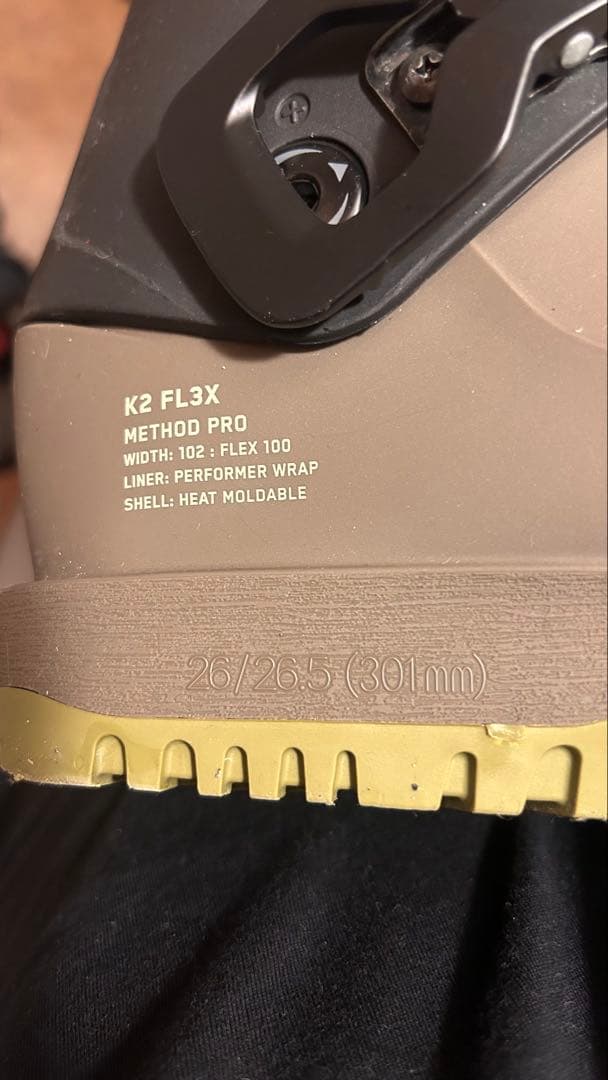 K2 FL3X
METHOD PRO
WIDTH: 102 : FLEX 100
LINER: PERFORMER WRAP
SHELL: HEAT MOLDABLE
26/26.5 (301mm)